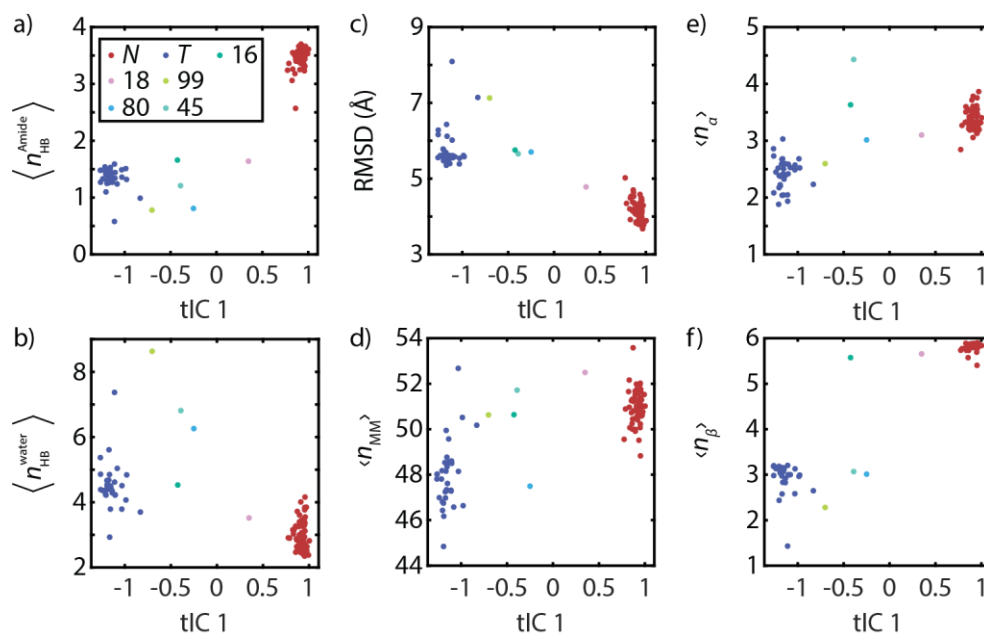 a)
⟨n_HB^Amide⟩
4
3
2
1
0
N T 16
18 99
80 45
-1 -0.5 0 0.5 1
tIC 1
c)
RMSD (Å)
9
7
5
3
-1 -0.5 0 0.5 1
tIC 1
e)
⟨n_α⟩
5
4
3
2
1
-1 -0.5 0 0.5 1
tIC 1
b)
⟨n_HB^water⟩
8
6
4
2
-1 -0.5 0 0.5 1
tIC 1
d)
⟨n_MM⟩
54
52
50
48
46
44
-1 -0.5 0 0.5 1
tIC 1
f)
⟨n_β⟩
6
5
4
3
2
1
-1 -0.5 0 0.5 1
tIC 1